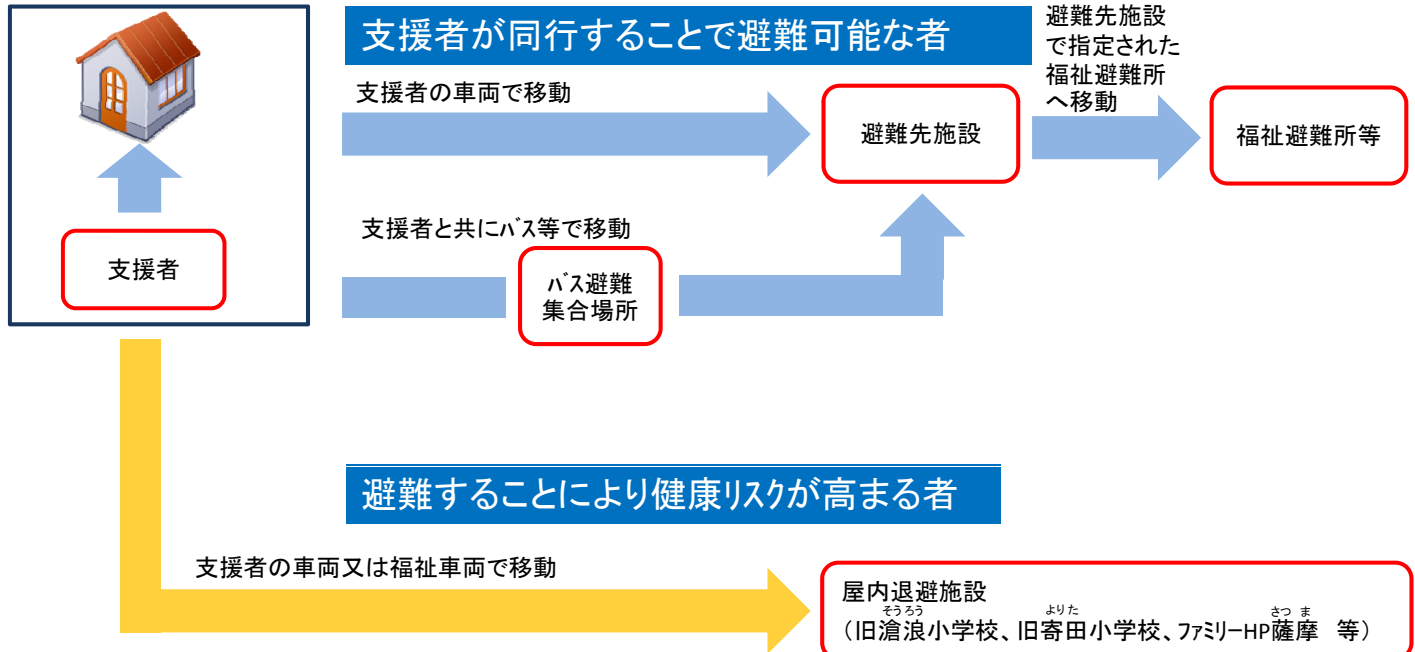 支援者が同行することで避難可能な者
避難先施設
で指定された
福祉避難所
へ移動
支援者の車両で移動
避難先施設
福祉避難所等
支援者と共にバス等で移動
支援者
バス避難
集合場所
避難することにより健康リスクが高まる者
支援者の車両又は福祉車両で移動
屋内退避施設
そうろう よりた さつま
（旧滄浪小学校、旧寄田小学校、ファミリーHP薩摩 等）